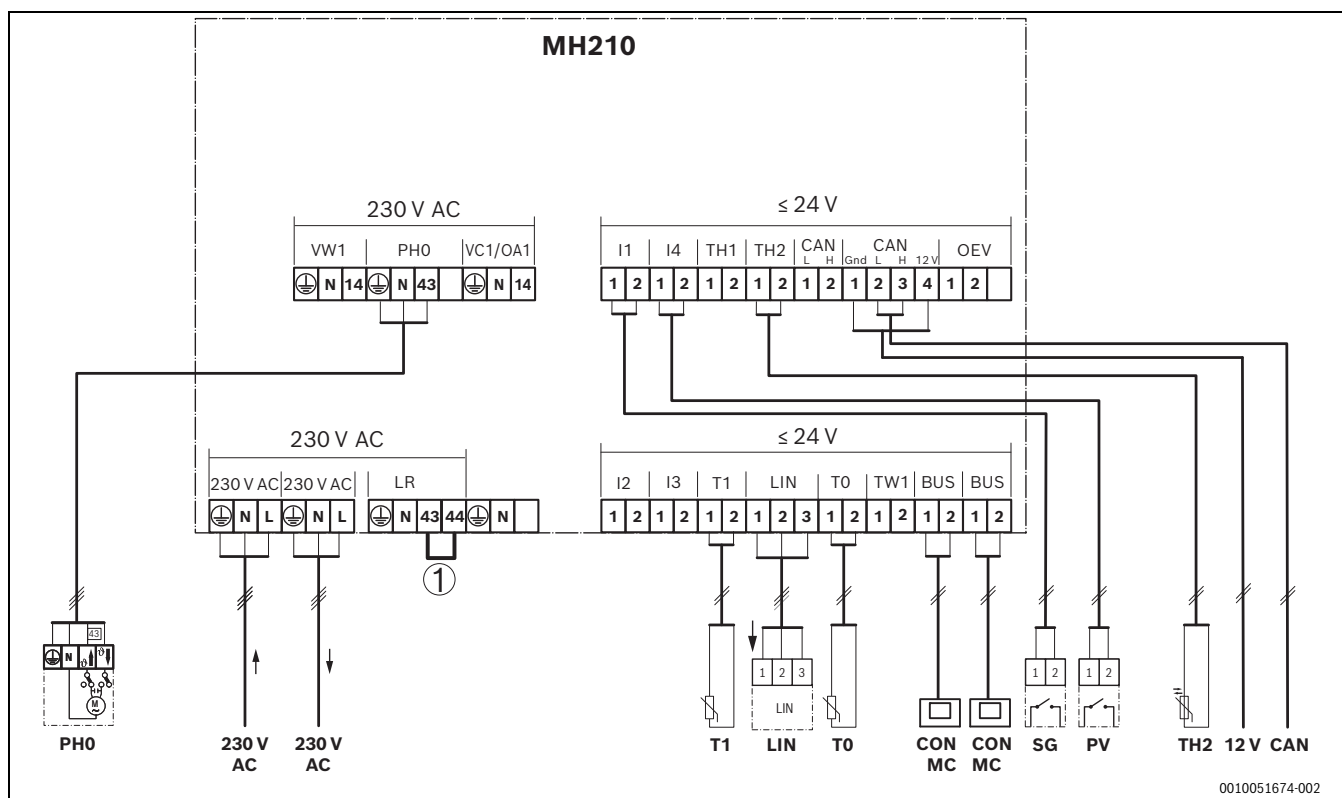 MH210
230 V AC
≤ 24 V
VW1 PH0 VC1/OA1
I1 I4 TH1 TH2 CAN CAN OEV
L H Gnd L H 12 V
N 14 N 43 N 14
1 2 1 2 1 2 1 2 1 2 1 2 3 4 1 2
230 V AC
≤ 24 V
230 V AC 230 V AC LR
I2 I3 T1 LIN T0 TW1 BUS BUS
N L N L N 43 44 N
1 2 1 2 1 2 1 2 3 1 2 1 2 1 2 1 2
1
43
N ϑ ϑ
M
~
1 2 3
LIN
1 2
1 2
PH0
230 V
AC
230 V
AC
T1
LIN
T0
CON
MC
CON
MC
SG
PV
TH2
12 V
CAN
0010051674-002